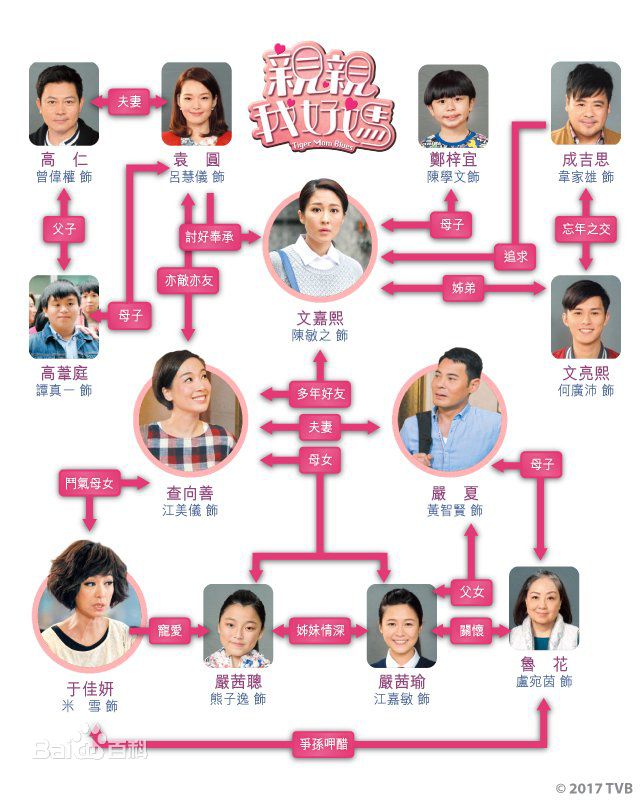 親親
我好媽
Tiger Mom Blues
夫妻
高 仁
曾偉權 飾
袁 圓
呂慧儀 飾
鄭梓宜
陳學文飾
成吉思
韋家雄 飾
父子
討好奉承
母子
追求
忘年之交
亦敵亦友
姊弟
母子
文嘉熙
陳敏之 飾
高葦庭
譚真一 飾
文亮熙
何廣沛 飾
多年好友
夫妻
母女
鬥氣母女
查向善
江美儀 飾
嚴 夏
黃智賢 飾
母子
父女
寵愛
姊妹情深
關懷
于佳妍
米 雪 飾
嚴茜聰
熊子逸 飾
嚴茜瑜
江嘉敏 飾
魯 花
盧宛茵 飾
Bai百科
爭孫呷醋
© 2017 TVB